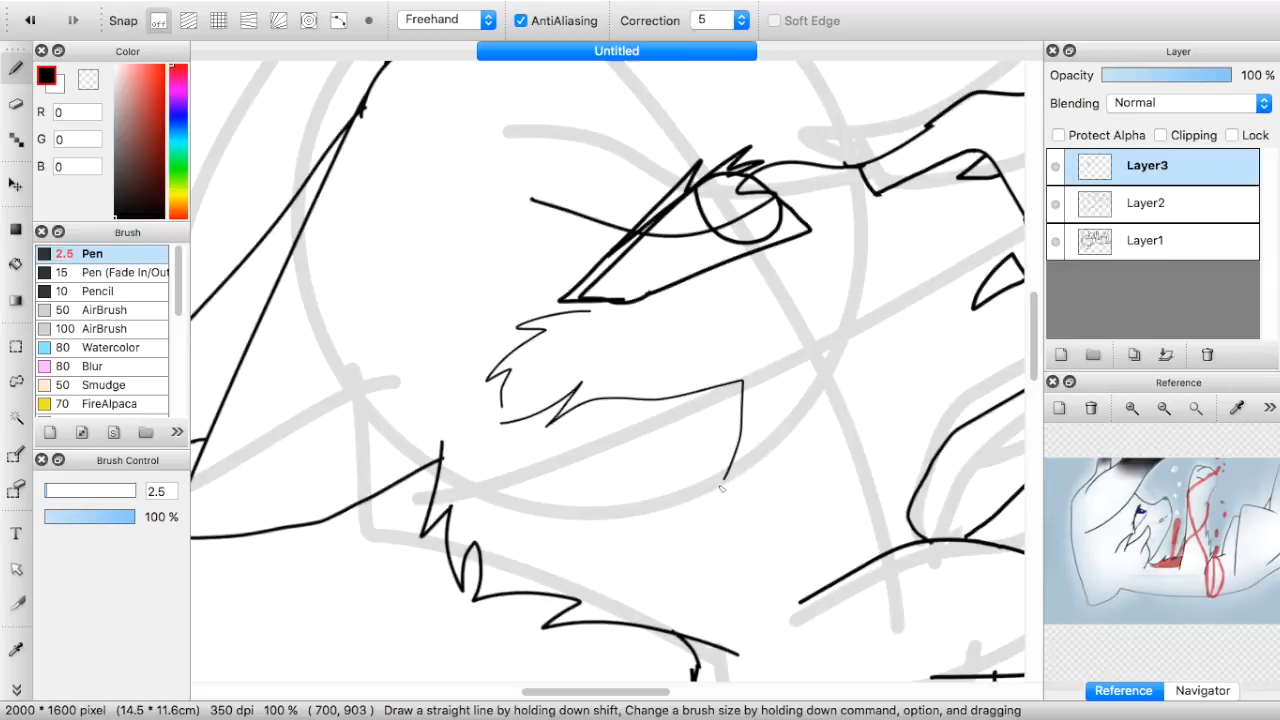 Snap off Freehand AntiAliasing Correction 5 Soft Edge
Untitled
Color
R 0
G 0
B 0
Brush
2.5 Pen
15 Pen (Fade In/Out
10 Pencil
50 AirBrush
100 AirBrush
80 Watercolor
80 Blur
50 Smudge
70 FireAlpaca
Brush Control
2.5
100 %
T
Layer
Opacity 100 %
Blending Normal
Protect Alpha Clipping Lock
Layer3
Layer2
Layer1
Reference
Reference Navigator
2000 * 1600 pixel (14.5 * 11.6cm) 350 dpi 100 % ( 700, 903 ) Draw a straight line by holding down shift, Change a brush size by holding down command, option, and dragging